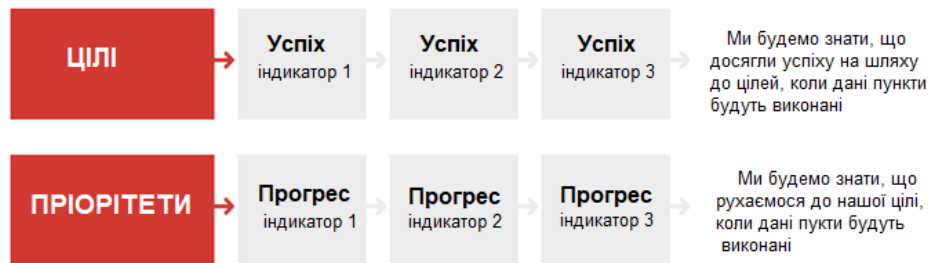 ЦІЛІ
Успіх
індикатор 1
Успіх
індикатор 2
Успіх
індикатор 3
Ми будемо знати, що
досягли успіху на шляху
до цілей, коли дані пункти
будуть виконані
ПРІОРІТЕТИ
Прогрес
індикатор 1
Прогрес
індикатор 2
Прогрес
індикатор 3
Ми будемо знати, що
рухаємося до нашої цілі,
коли дані пукти будуть
виконані